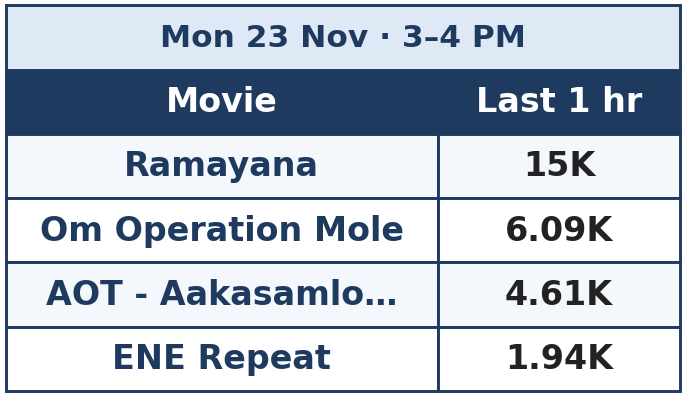 Mon 23 Nov · 3–4 PM
Movie Last 1 hr
Ramayana 15K
Om Operation Mole 6.09K
AOT - Aakasamlo... 4.61K
ENE Repeat 1.94K